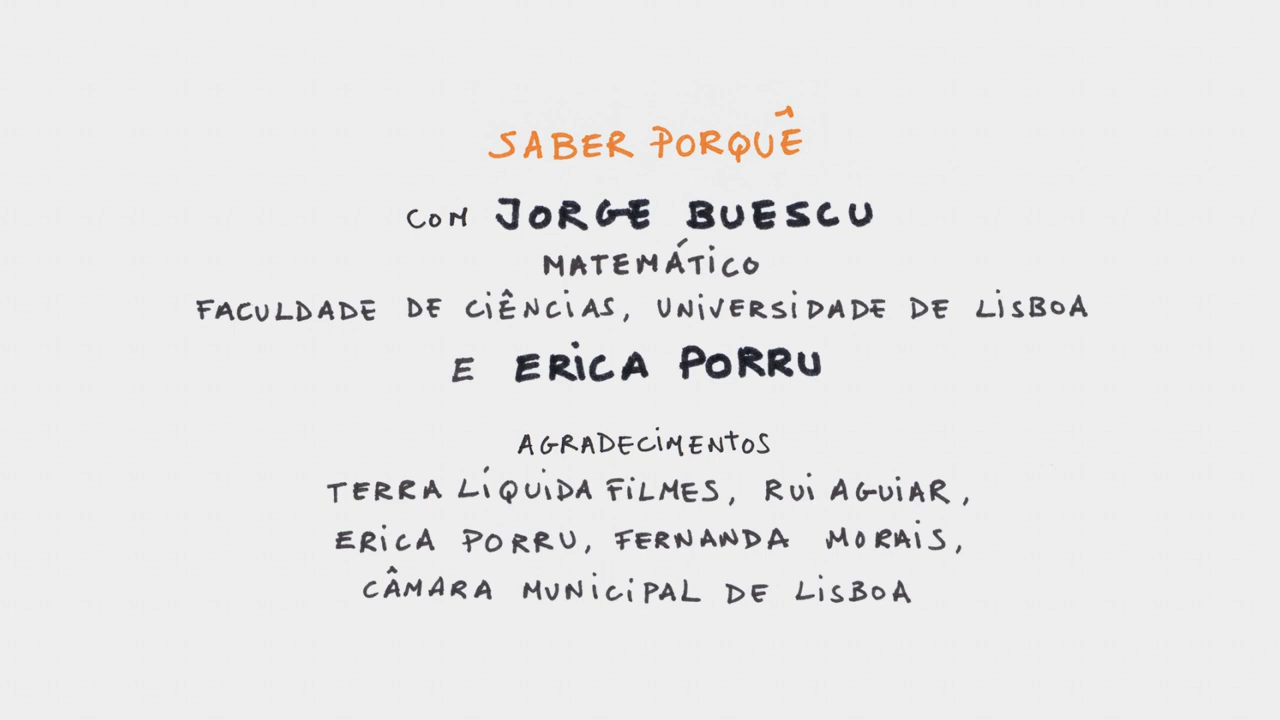 SABER PORQUÊ
COM JORGE BUESCU
MATEMÁTICO
FACULDADE DE CIÊNCIAS, UNIVERSIDADE DE LISBOA
E ERICA PORRU
AGRADECIMENTOS
TERRA LÍQUIDA FILMES, RUI AGUIAR,
ERICA PORRU, FERNANDA MORAIS,
CÂMARA MUNICIPAL DE LISBOA